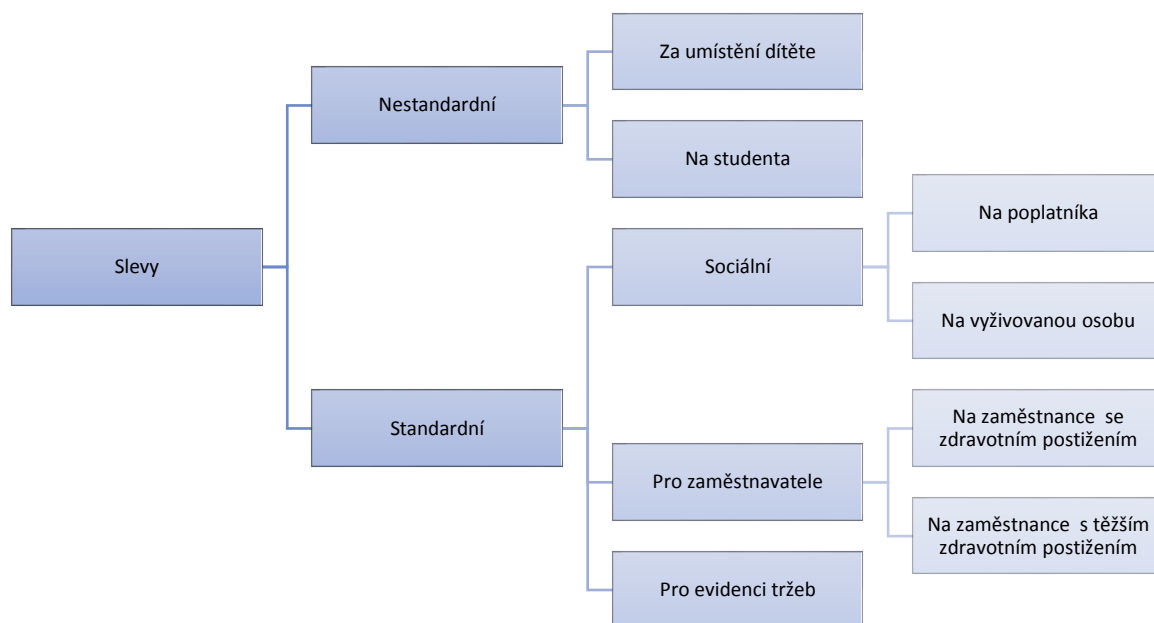 Slevy
Nestandardní
Za umístění dítěte
Na studenta
Standardní
Sociální
Na poplatníka
Na vyživovanou osobu
Pro zaměstnavatele
Na zaměstnance se
zdravotním postižením
Na zaměstnance s těžším
zdravotním postižením
Pro evidenci tržeb